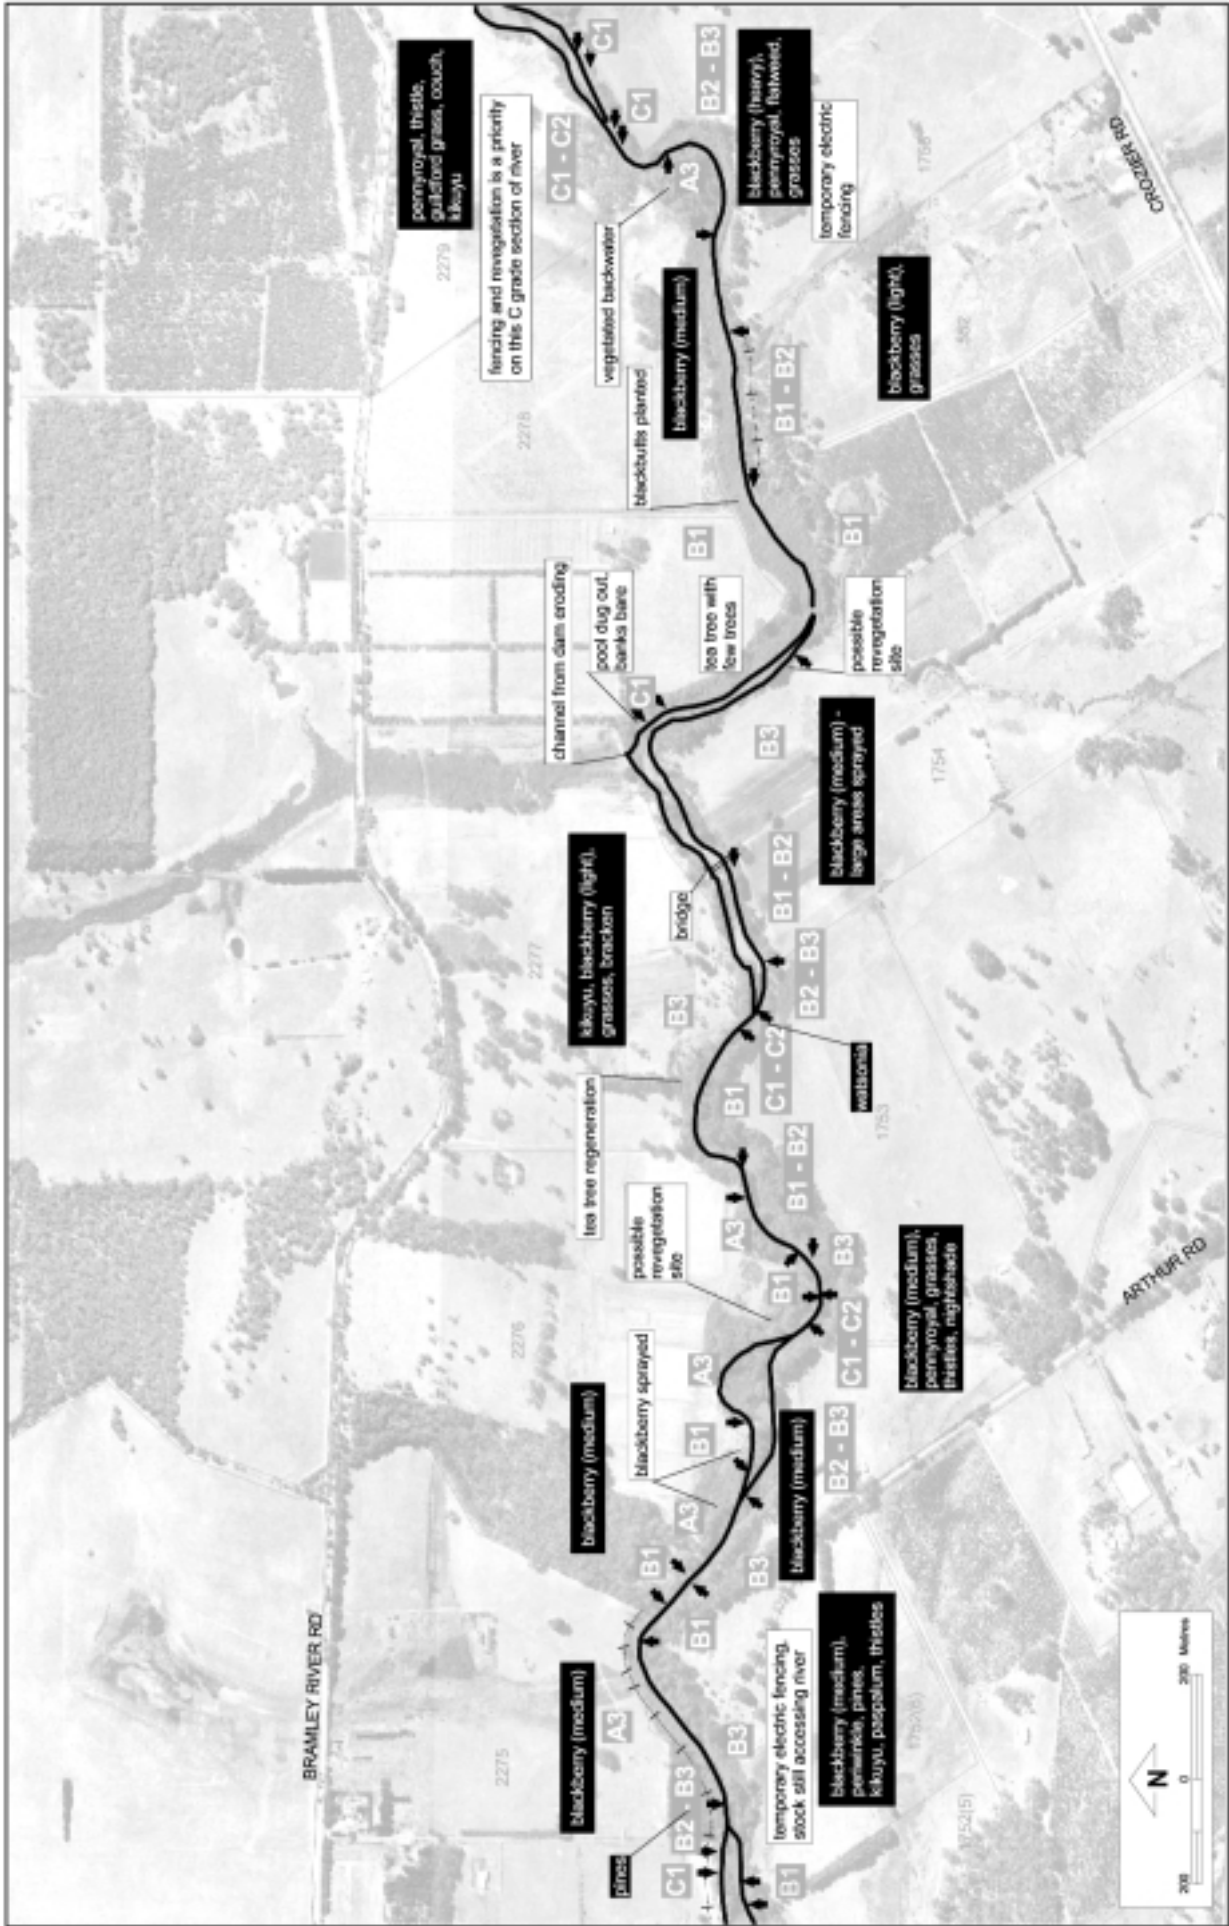 BRAMLEY RIVER RD
pennyroyal, thistle,
guildford grass, couch,
kikuyu
2279
fencing and revegetation is a priority
on this C grade section of river
2275
2276
2277
2278
C1 - C2
channel from dam eroding
pool dug out,
banks bare
blackberry (medium)
blackberry (medium)
kikuyu, blackberry (light),
grasses, bracken
tea tree regeneration
vegetated backwater
C1
C1
A3
pines
blackberry sprayed
possible
revegetation
site
blackbutts planted
C1
B1
bridge
B3
blackberry (medium)
C1
B2 - B3
B1
A3
B1
A3
A3
B1
B1
tea tree with
few trees
A3
B2 - B3
B3
B3
B1
C1 - C2
B1 - B2
B3
B1 - B2
blackberry (heavy),
pennyroyal, flatweed,
grasses
B1
temporary electric fencing,
stock still accessing river
blackberry (medium)
B1 - B2
B2 - B3
B2 - B3
C1 - C2
B3
watsonia
B1
possible
revegetation
site
temporary electric
fencing
blackberry (medium),
periwinkle, pines,
kikuyu, paspalum, thistles
blackberry (medium) -
large areas sprayed
1753
blackberry (medium),
pennyroyal, grasses,
thistles, nightshade
blackberry (light),
grasses
1754
1752(5)
ARTHUR RD
CROZIER RD
N
200
0
200
Metres